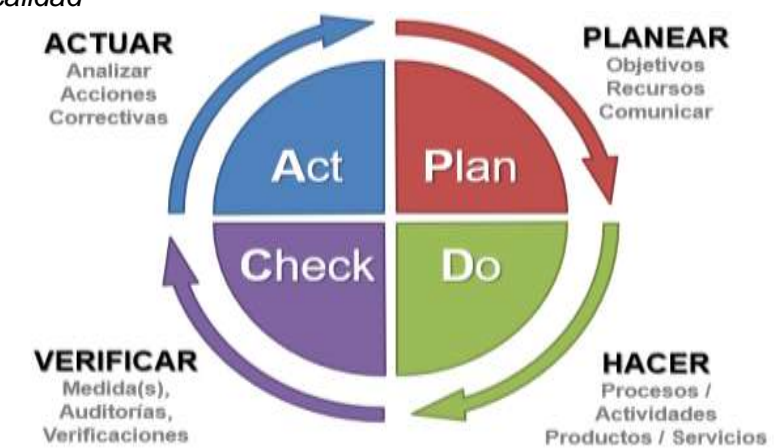 calidad
ACTUAR
Analizar
Acciones
Correctivas
PLANEAR
Objetivos
Recursos
Comunicar
Act
Plan
Check
Do
VERIFICAR
Medida(s),
Auditorías,
Verificaciones
HACER
Procesos /
Actividades
Productos / Servicios